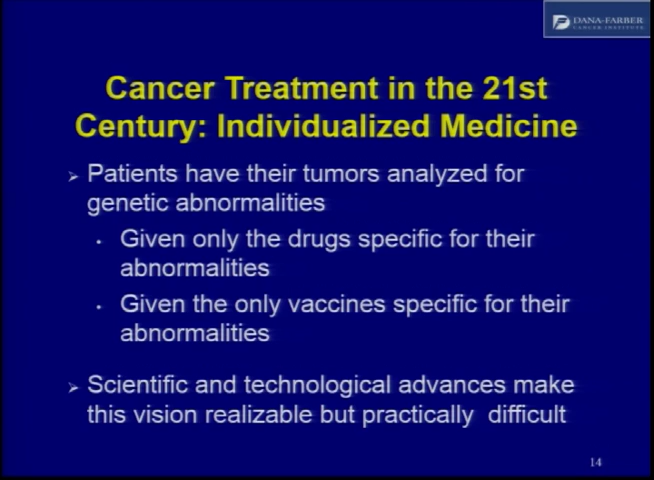 DANA-FARBER
CANCER INSTITUTE
Cancer Treatment in the 21st
Century: Individualized Medicine
➢ Patients have their tumors analyzed for
genetic abnormalities
• Given only the drugs specific for their
abnormalities
• Given the only vaccines specific for their
abnormalities
➢ Scientific and technological advances make
this vision realizable but practically difficult
14